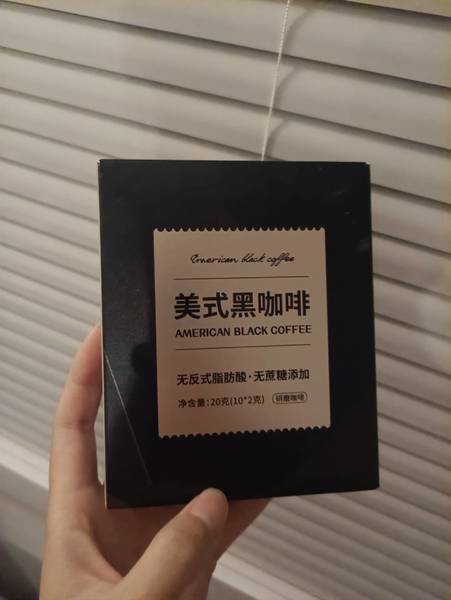 American black coffee
美式黑咖啡
AMERICAN BLACK COFFEE
无反式脂肪酸·无蔗糖添加
净含量:20克(10*2克) 研磨咖啡